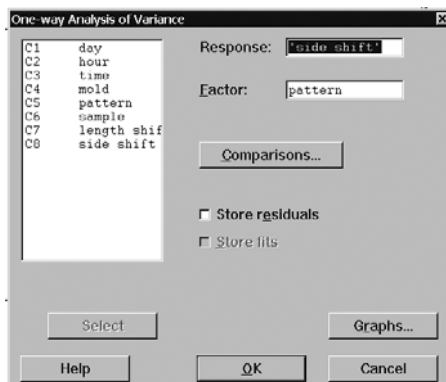 One-way Analysis of Variance
C1 day
C2 hour
C3 time
C4 mold
C5 pattern
C6 sample
C7 length shif
C8 side shift
Response: 'side shift'
Factor: pattern
Comparisons...
Store residuals
Store fits
Select
Graphs...
Help
OK
Cancel